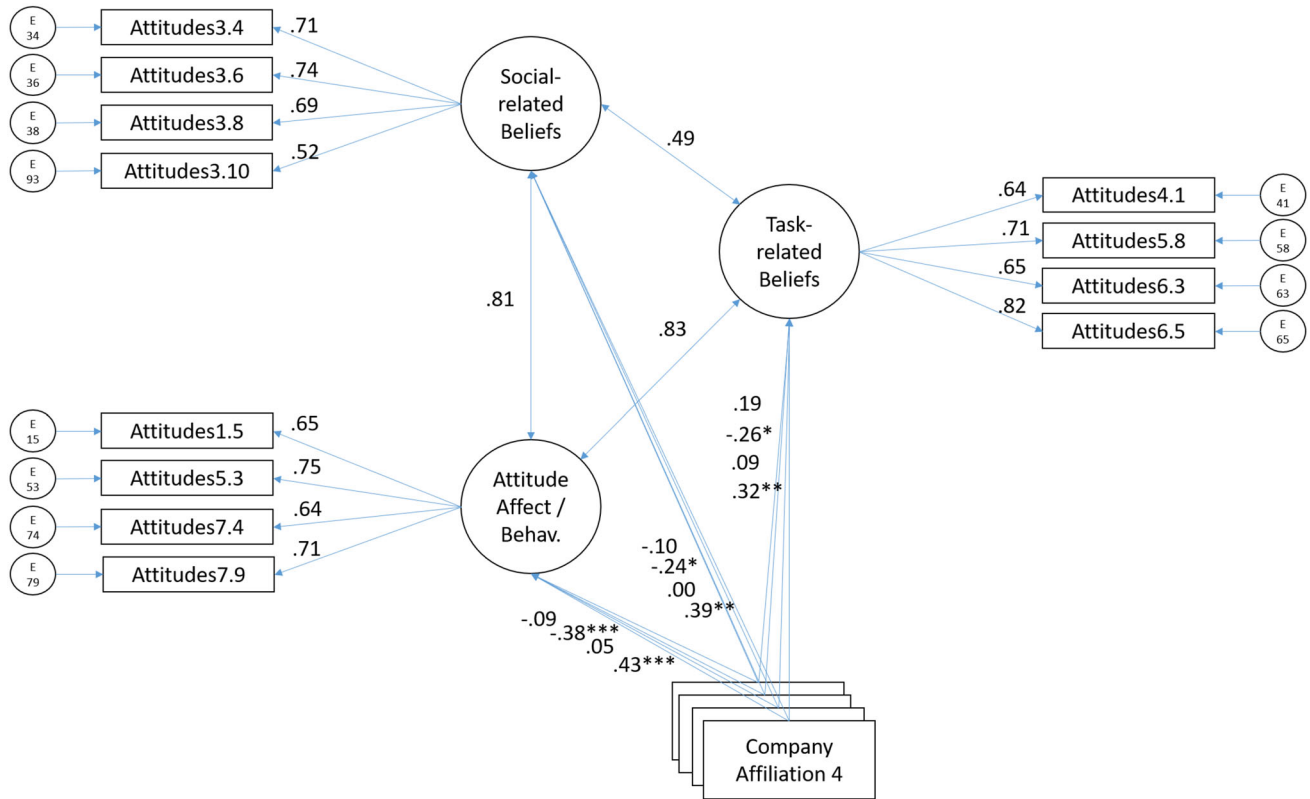 E
34
Attitudes3.4
.71
E
36
Attitudes3.6
.74
E
38
Attitudes3.8
.69
E
93
Attitudes3.10
.52
Social-
related
Beliefs
.49
Task-
related
Beliefs
.64
Attitudes4.1
E
41
.71
Attitudes5.8
E
58
.65
Attitudes6.3
E
63
.82
Attitudes6.5
E
65
.81
.83
E
15
Attitudes1.5
.65
E
53
Attitudes5.3
.75
E
74
Attitudes7.4
.64
E
79
Attitudes7.9
.71
Attitude
Affect /
Behav.
.19
-.26*
.09
.32**
-.10
-.24*
.00
.39**
-.09
-.38***
.05
.43***
Company
Affiliation 4